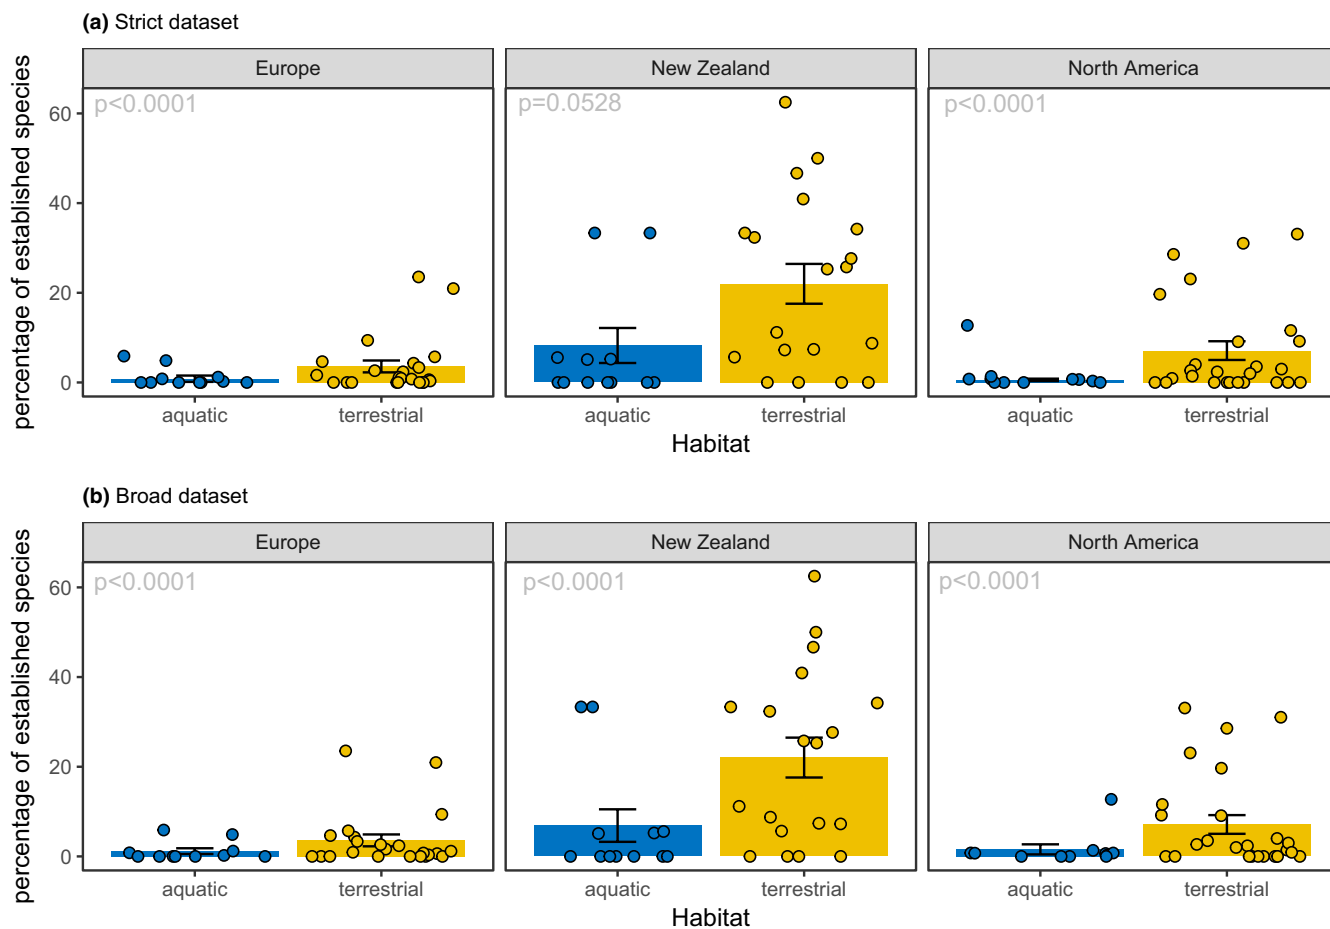 (a) Strict dataset
Europe New Zealand North America
p<0.0001 p=0.0528 p<0.0001
percentage of established species
60
40
20
0
aquatic terrestrial aquatic terrestrial aquatic terrestrial
Habitat
(b) Broad dataset
Europe New Zealand North America
p<0.0001 p<0.0001 p<0.0001
percentage of established species
60
40
20
0
aquatic terrestrial aquatic terrestrial aquatic terrestrial
Habitat